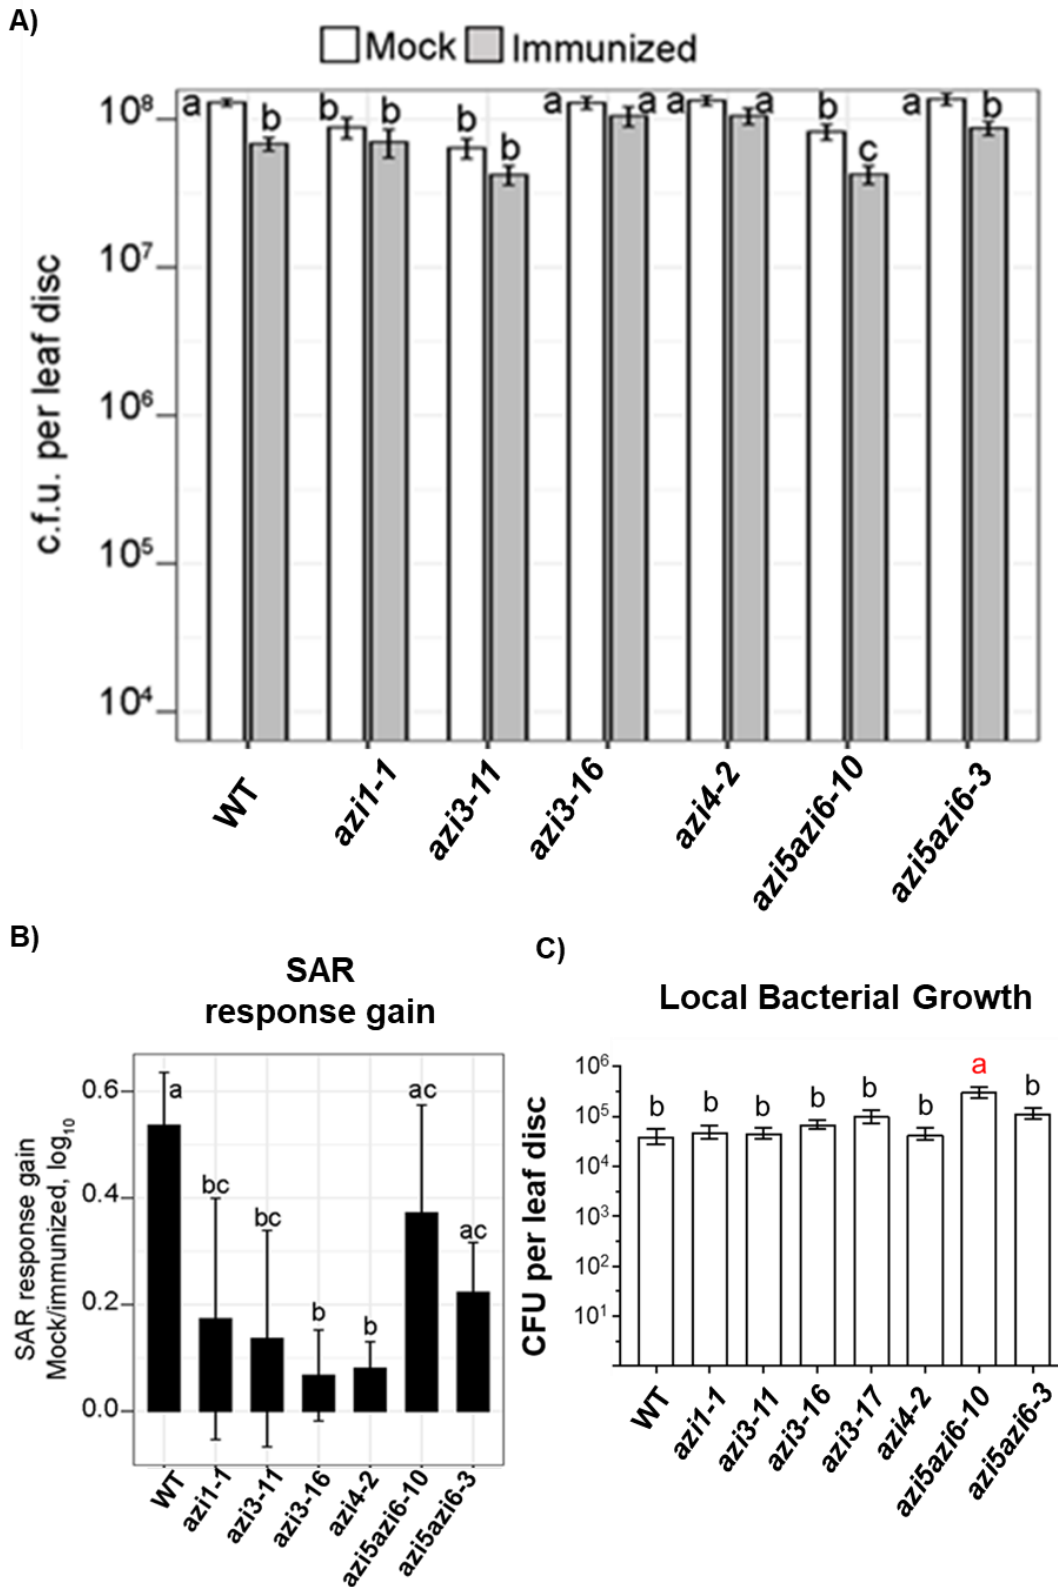 A)
Mock Immunized
c.f.u. per leaf disc
10⁸
10⁷
10⁶
10⁵
10⁴
a b b b b b a a a a b c a b
WT azi1-1 azi3-11 azi3-16 azi4-2 azi5azi6-10 azi5azi6-3
B)
SAR
response gain
SAR response gain
Mock/immunized, log₁₀
0.6
0.4
0.2
0.0
a bc bc b b ac ac
WT azi1-1 azi3-11 azi3-16 azi4-2 azi5azi6-10 azi5azi6-3
C)
Local Bacterial Growth
CFU per leaf disc
10⁶
10⁵
10⁴
10³
10²
10¹
b b b b b b a b
WT azi1-1 azi3-11 azi3-16 azi3-17 azi4-2 azi5azi6-10 azi5azi6-3